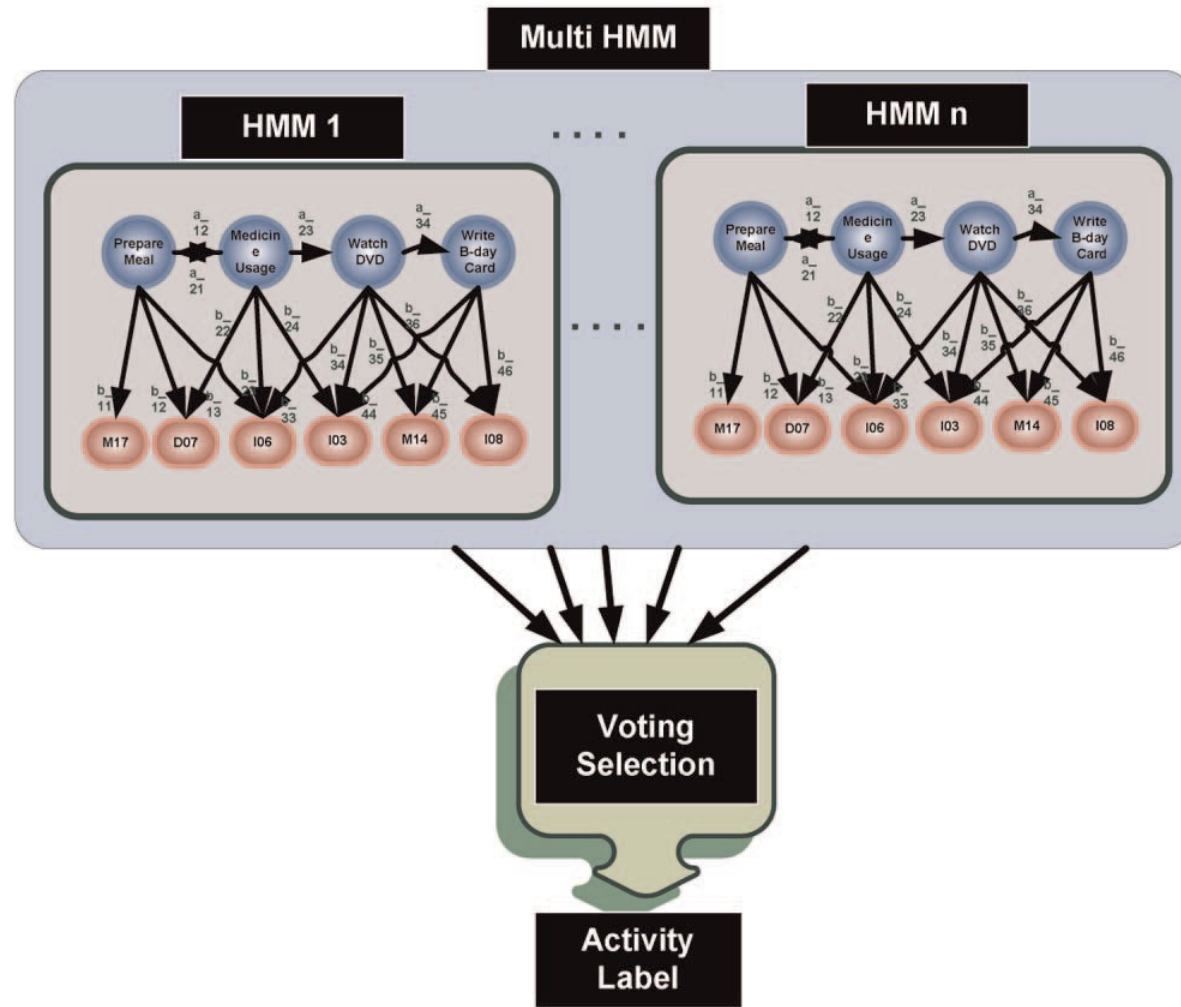 Multi HMM
HMM 1
. . . .
HMM n
a_
12
a_
23
a_
34
Prepare
Meal
Medicin
e
Usage
Watch
DVD
Write
B-day
Card
a_
21
b_
22
b_
24
b_
36
b_
34
b_
35
b_
46
b_
11
b_
12
b_
13
b_
33
b_
44
b_
45
M17
D07
I06
I03
M14
I08
. . . .
a_
12
a_
23
a_
34
Prepare
Meal
Medicin
e
Usage
Watch
DVD
Write
B-day
Card
a_
21
b_
22
b_
24
b_
36
b_
34
b_
35
b_
46
b_
11
b_
12
b_
13
b_
33
b_
44
b_
45
M17
D07
I06
I03
M14
I08
Voting
Selection
Activity
Label